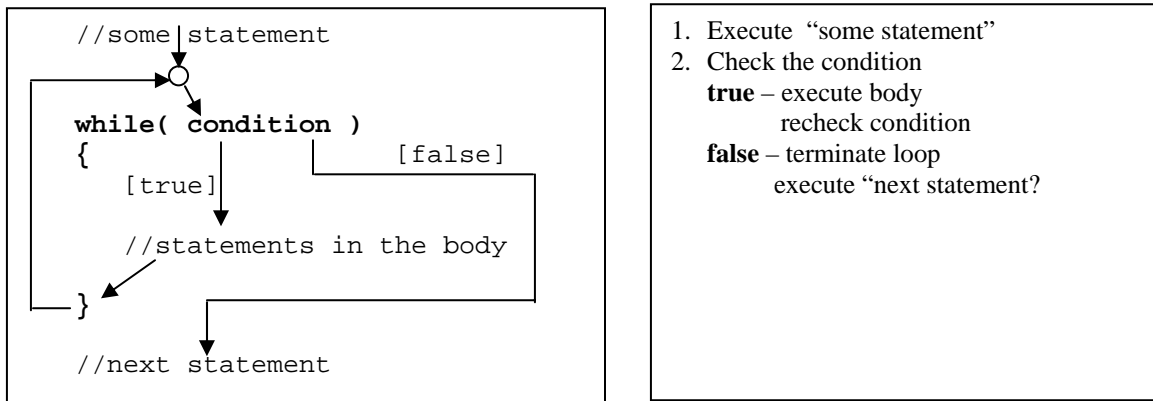 //some statement
while( condition )
{ [false]
[true]
//statements in the body
}
//next statement
1. Execute “some statement”
2. Check the condition
true – execute body
recheck condition
false – terminate loop
execute “next statement?